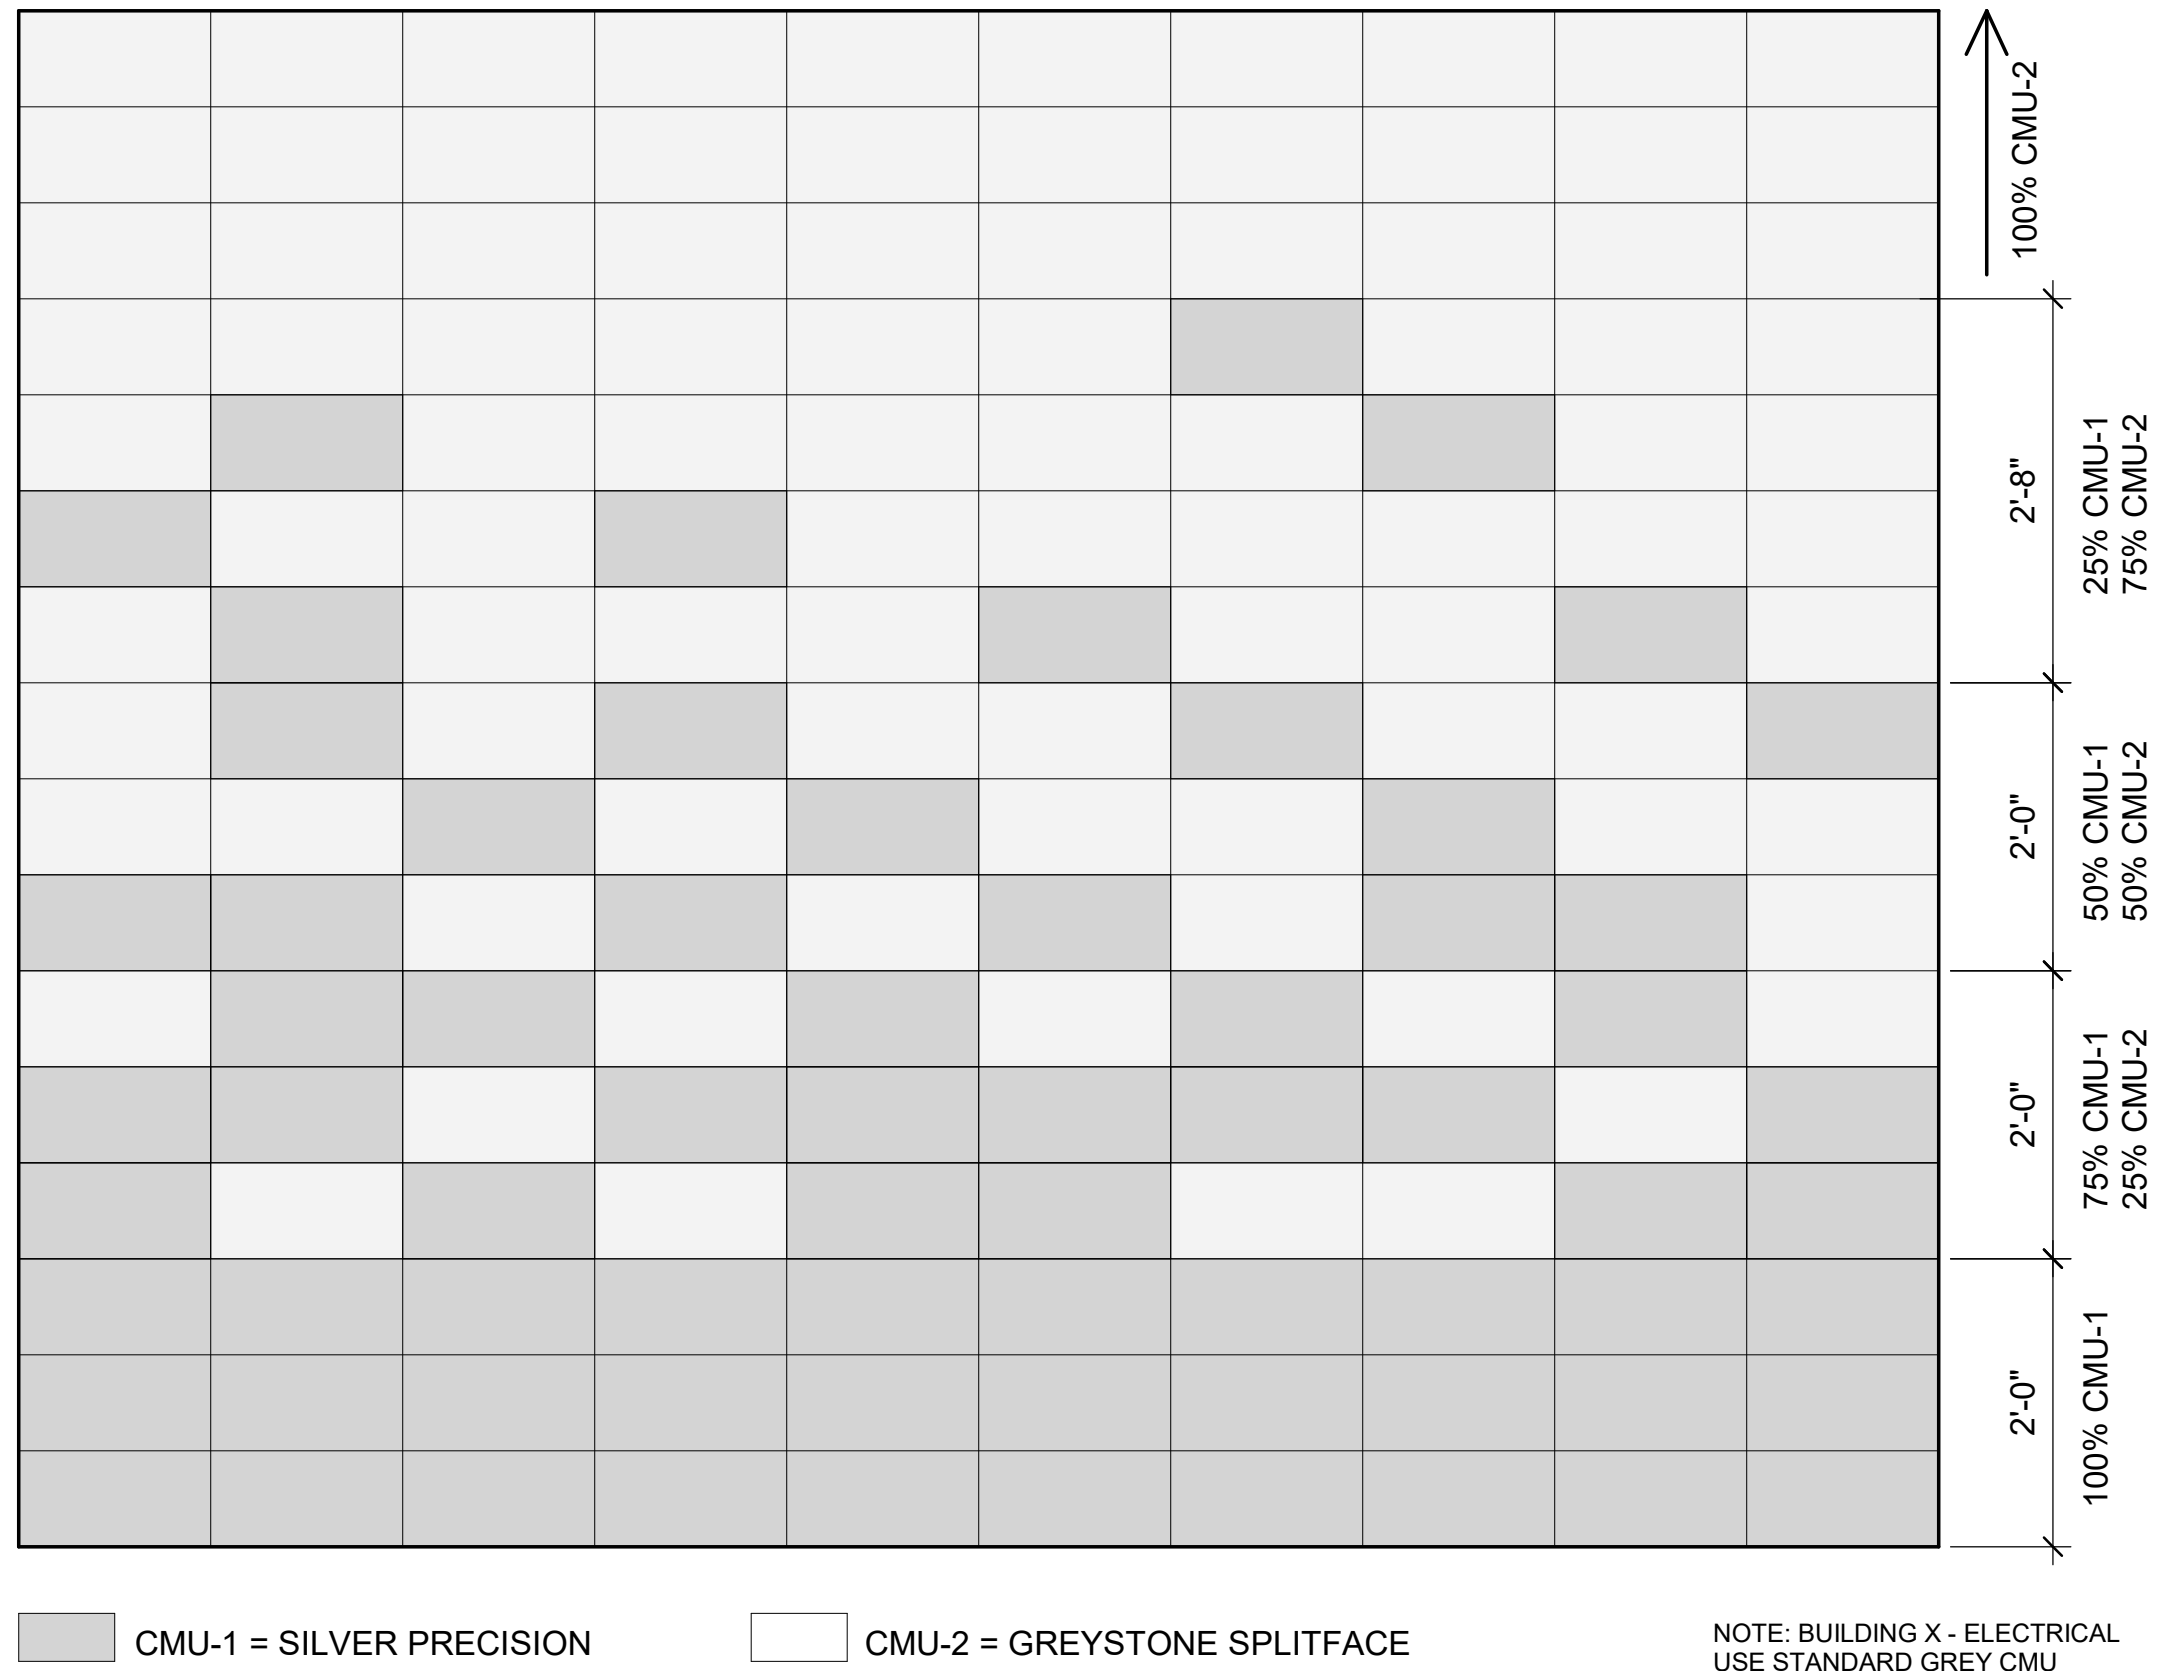 100% CMU-2
2'-8"
25% CMU-1
75% CMU-2
2'-0"
50% CMU-1
50% CMU-2
2'-0"
75% CMU-1
25% CMU-2
2'-0"
100% CMU-1
CMU-1 = SILVER PRECISION
CMU-2 = GREYSTONE SPLITFACE
NOTE: BUILDING X - ELECTRICAL
USE STANDARD GREY CMU